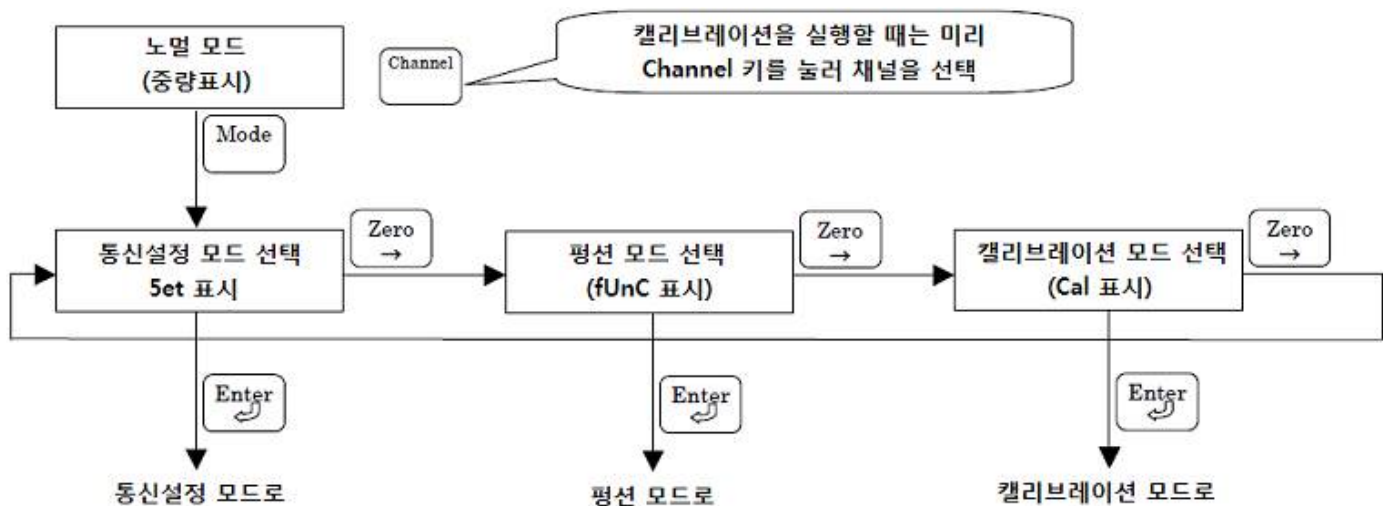 노멀 모드
(중량표시)
Channel
캘리브레이션을 실행할 때는 미리
Channel 키를 눌러 채널을 선택
Mode
통신설정 모드 선택
5et 표시
Zero
→
펑션 모드 선택
(fUnC 표시)
Zero
→
캘리브레이션 모드 선택
(Cal 표시)
Zero
→
Enter
Enter
Enter
통신설정 모드로
펑션 모드로
캘리브레이션 모드로